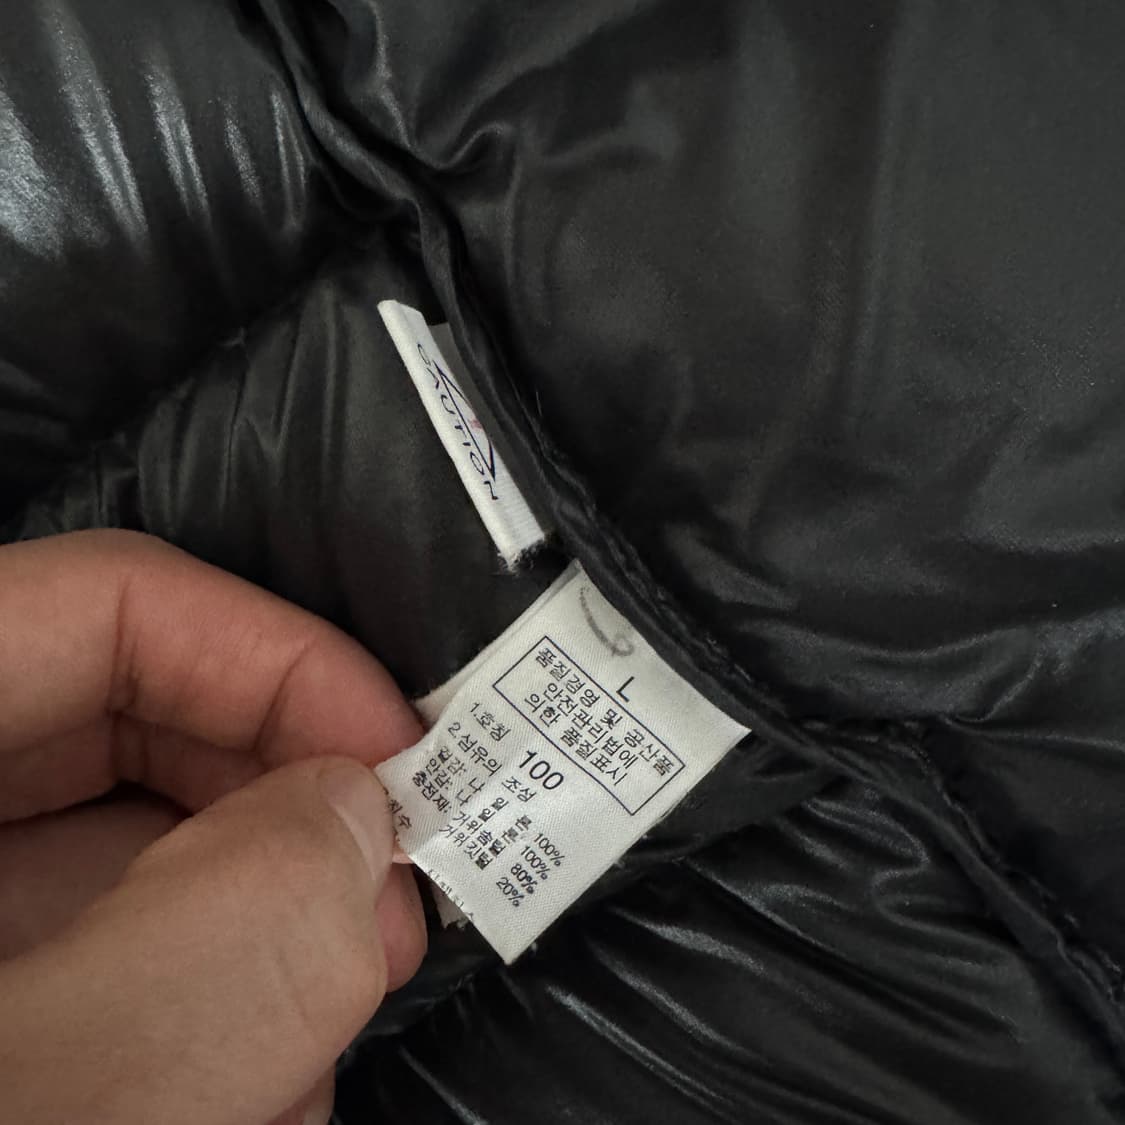 CAUTION
L
품질경영 및 공산품
안전관리법에
의한 품질표시
1.호칭 100
2.섬유의 조성
겉감: 나일론 100%
안감: 나일론 100%
충전재: 거위솜털 80%
거위깃털 20%
치수